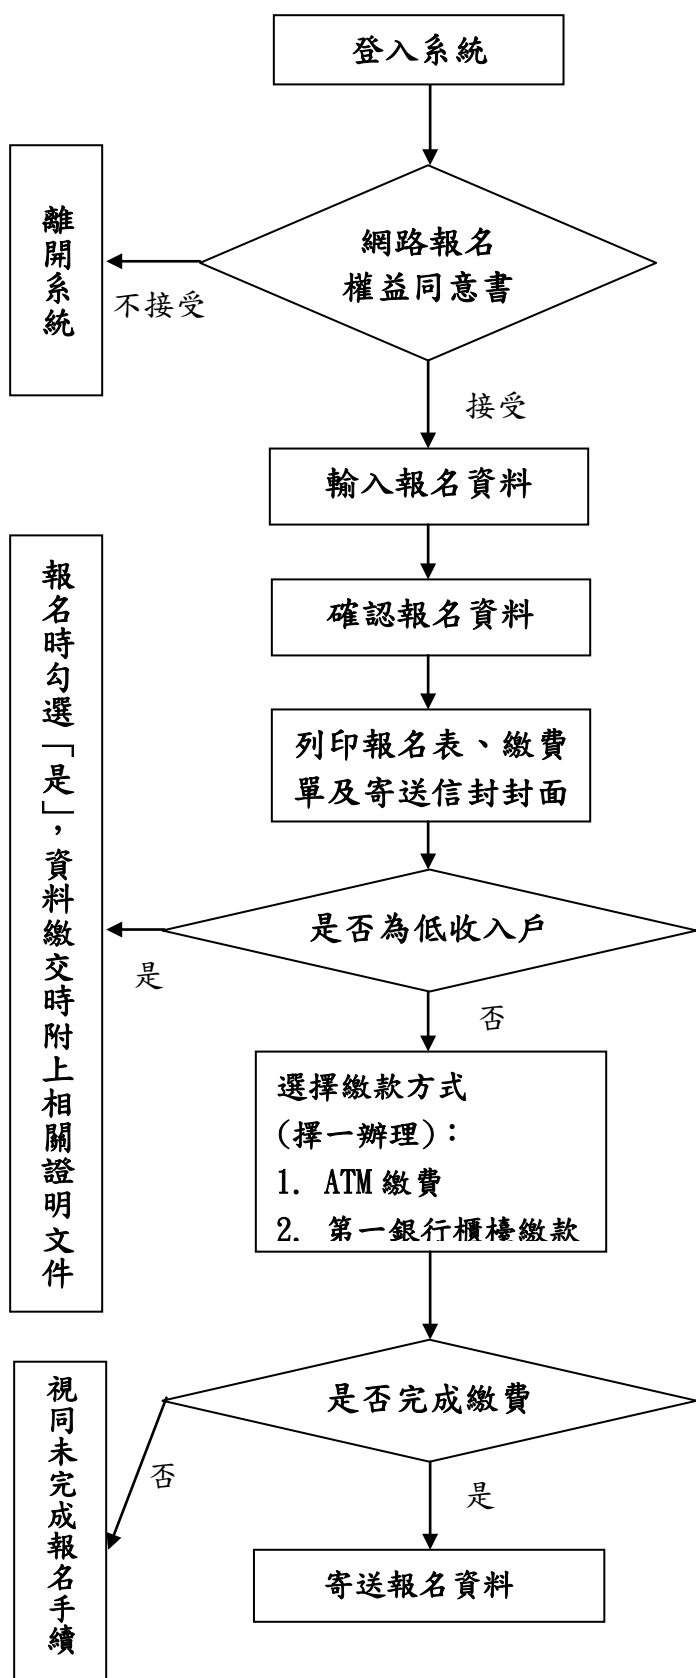 登入系統
網路報名
權益同意書
不接受
離開系統
接受
輸入報名資料
確認報名資料
列印報名表、繳費
單及寄送信封封面
是否為低收入戶
是
報名時勾選「是」，資料繳交時附上相關證明文件
否
選擇繳款方式
(擇一辦理)：
1. ATM 繳費
2. 第一銀行櫃檯繳款
是否完成繳費
否
視同未完成報名手續
是
寄送報名資料